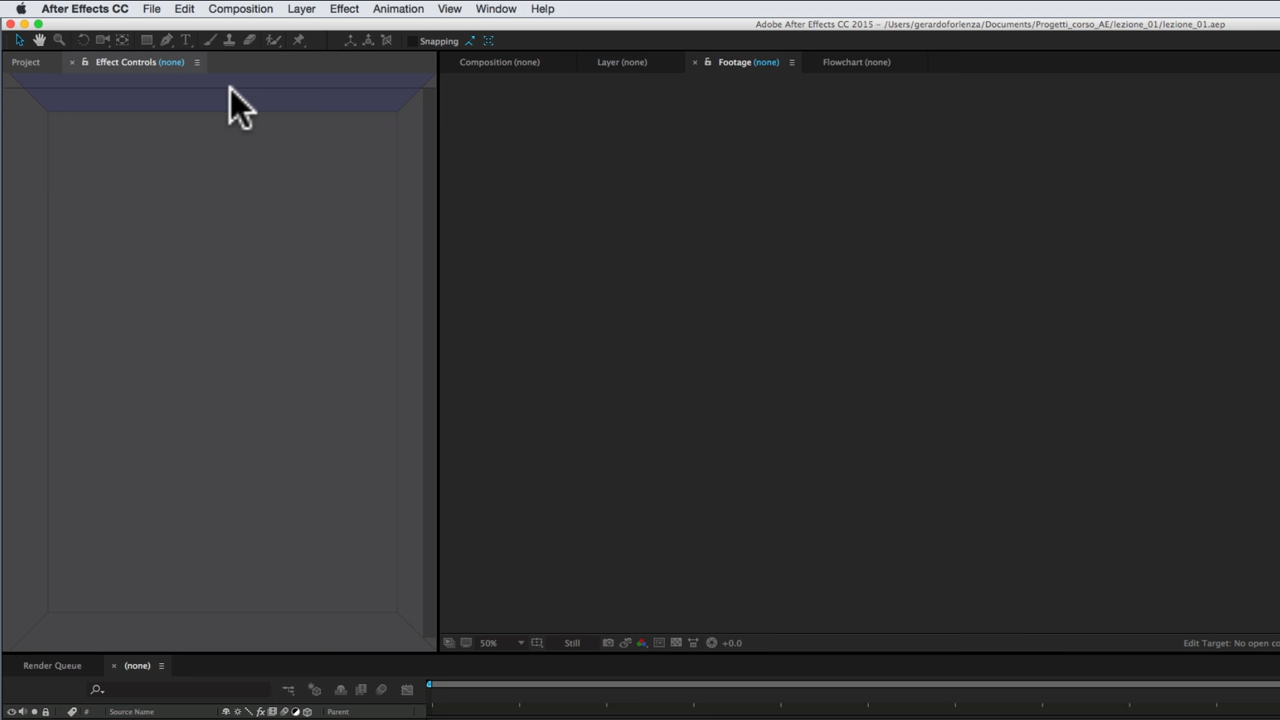 After Effects CC File Edit Composition Layer Effect Animation View Window Help
Adobe After Effects CC 2015 - /Users/gerardoforlenza/Documents/Progetti_corso_AE/lezione_01/lezione_01.aep
Snapping
Project Effect Controls (none) Composition (none) Layer (none) Footage (none) Flowchart (none)
50% Still +0.0 Edit Target: No open co
Render Queue (none)
# Source Name Parent